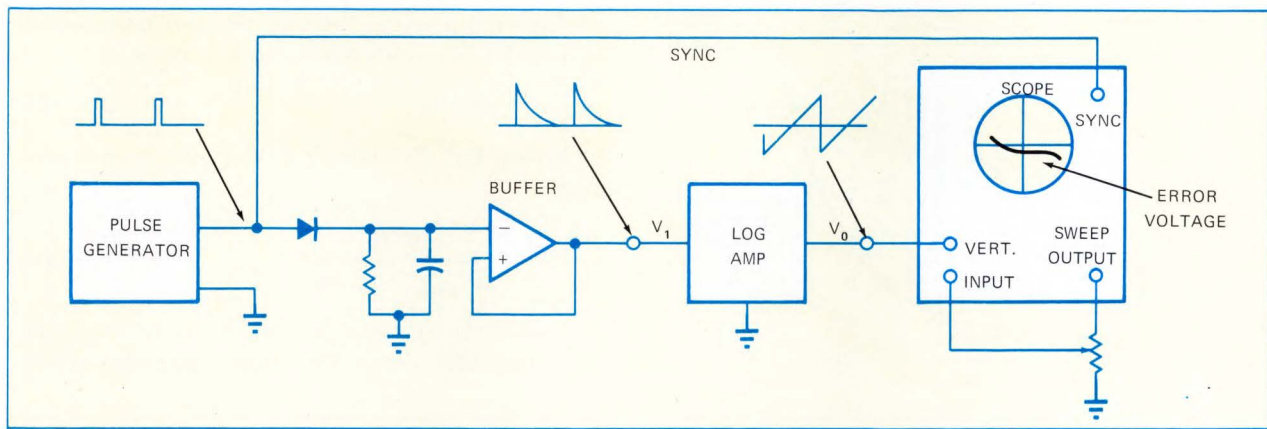 SYNC
SCOPE
SYNC
BUFFER
PULSE
GENERATOR
−
+
V₁
LOG
AMP
V₀
VERT.
INPUT
SWEEP
OUTPUT
ERROR
VOLTAGE